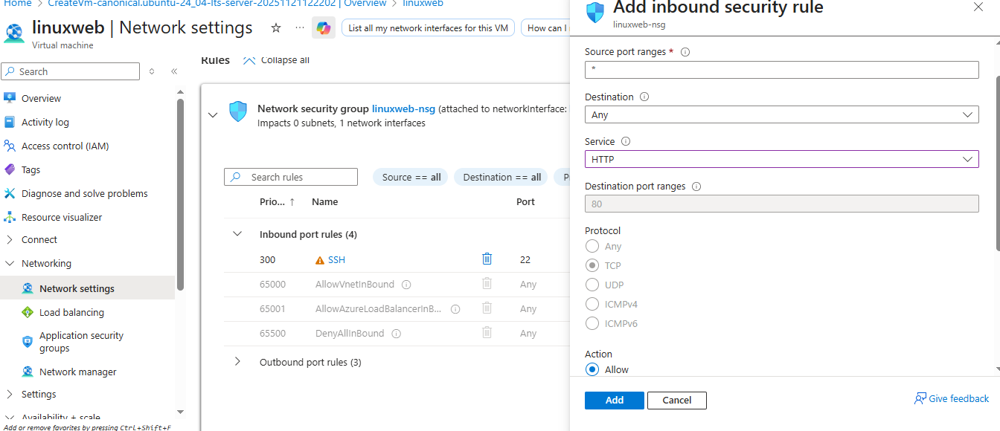 Home > CreateVm-canonical.ubuntu-24_04-lts-server-20251121122202 | Overview > linuxweb
linuxweb | Network settings
Virtual machine
List all my network interfaces for this VM
How can I
Search
Overview
Activity log
Access control (IAM)
Tags
Diagnose and solve problems
Resource visualizer
Connect
Networking
Network settings
Load balancing
Application security
groups
Network manager
Settings
Availability + scale
Add or remove favorites by pressing Ctrl+Shift+F
Rules
Collapse all
Network security group linuxweb-nsg (attached to networkInterface:
Impacts 0 subnets, 1 network interfaces
Search rules
Source == all
Destination == all
Prio... ↑ Name Port
Inbound port rules (4)
300 SSH 22
65000 AllowVnetInBound Any
65001 AllowAzureLoadBalancerInB... Any
65500 DenyAllInBound Any
Outbound port rules (3)
Add inbound security rule
linuxweb-nsg
Source port ranges *
*
Destination
Any
Service
HTTP
Destination port ranges
80
Protocol
Any
TCP
UDP
ICMPv4
ICMPv6
Action
Allow
Add
Cancel
Give feedback